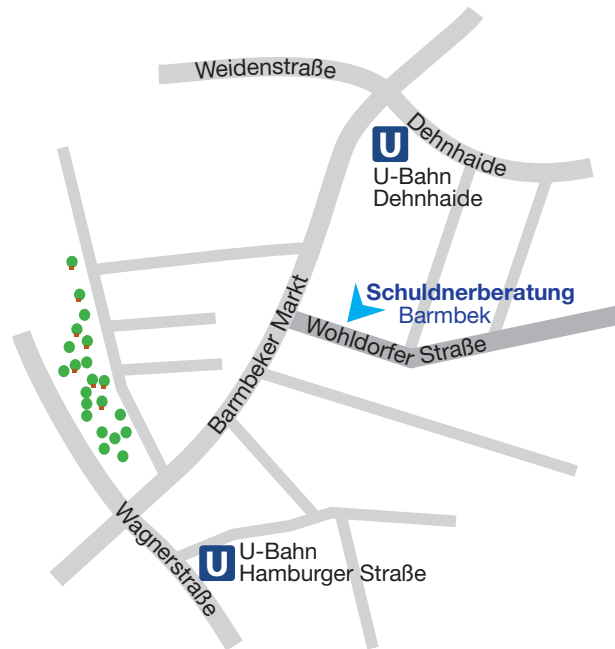 Weidenstraße
Dehnhaide
U
U-Bahn
Dehnhaide
Schuldnerberatung
Barmbek
Wohldorfer Straße
Barmbeker Markt
Wagnerstraße
U
U-Bahn
Hamburger Straße